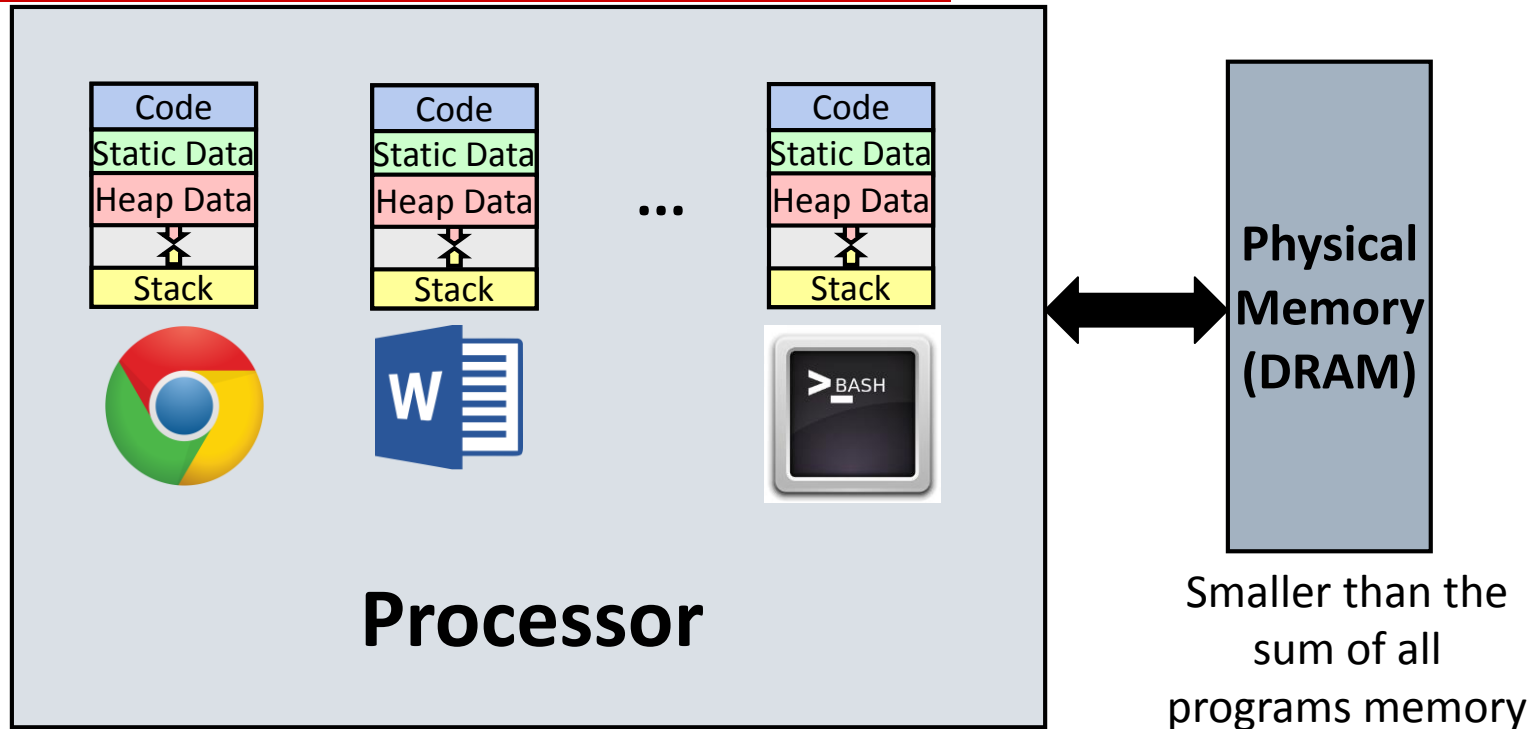 Code
Static Data
Heap Data
Stack
Code
Static Data
Heap Data
Stack
W
...
Code
Static Data
Heap Data
Stack
>_BASH
Processor
Physical
Memory
(DRAM)
Smaller than the
sum of all
programs memory